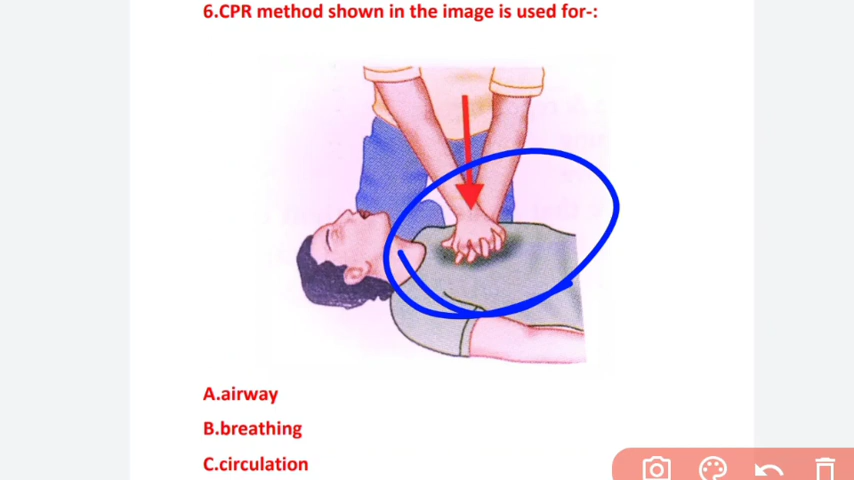 6.CPR method shown in the image is used for-:
A.airway
B.breathing
C.circulation